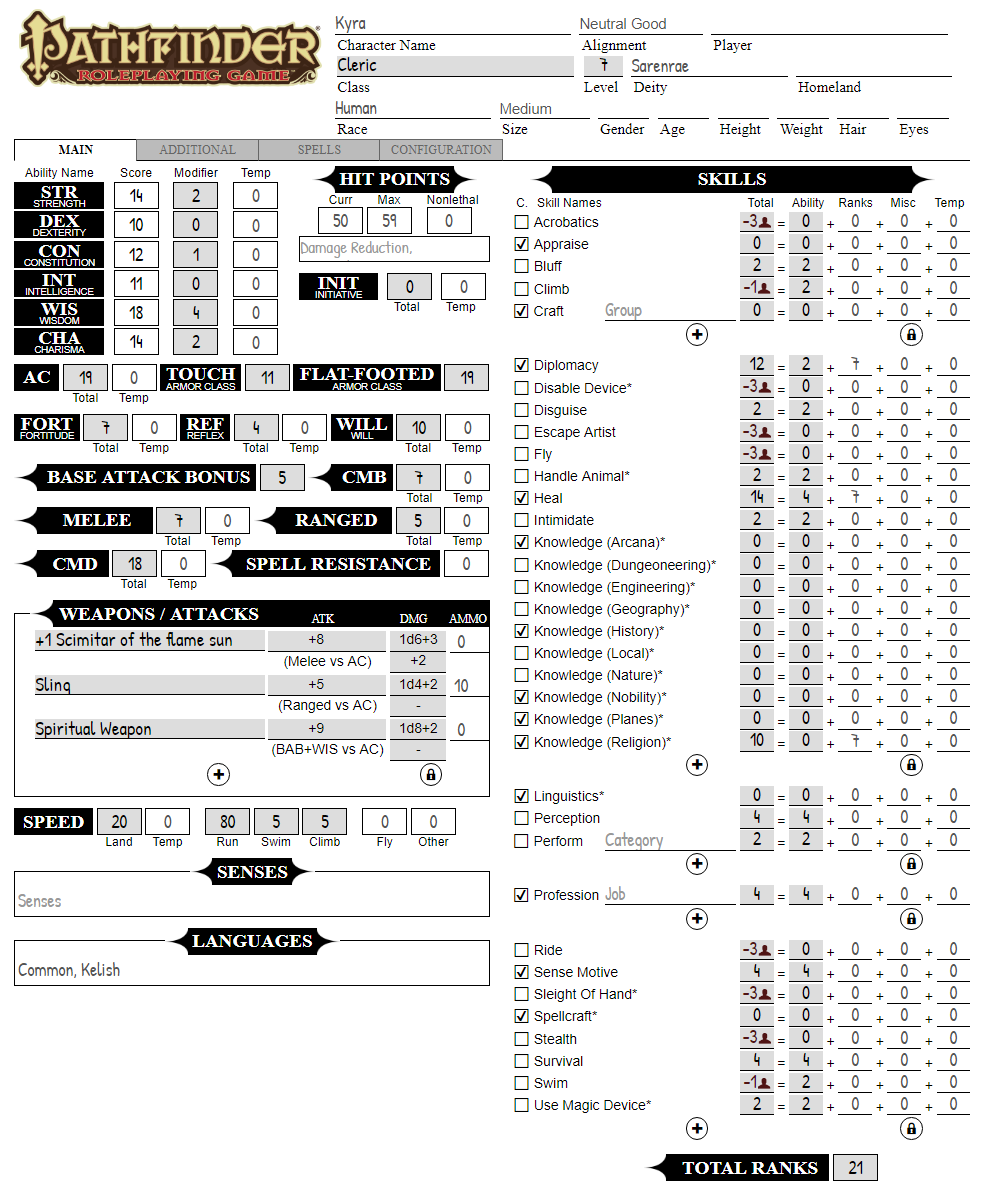 PATHFINDER®
ROLEPLAYING GAME
Kyra Neutral Good
Character Name Alignment Player
Cleric 7 Sarenrae
Class Level Deity Homeland
Human Medium
Race Size Gender Age Height Weight Hair Eyes
MAIN ADDITIONAL SPELLS CONFIGURATION
Ability Name Score Modifier Temp
STR STRENGTH 14 2 0
DEX DEXTERITY 10 0 0
CON CONSTITUTION 12 1 0
INT INTELLIGENCE 11 0 0
WIS WISDOM 18 4 0
CHA CHARISMA 14 2 0
HIT POINTS
Curr Max Nonlethal
50 59 0
Damage Reduction,
INIT INITIATIVE 0 0
Total Temp
AC 19 0 TOUCH ARMOR CLASS 11 FLAT-FOOTED ARMOR CLASS 19
Total Temp
FORT FORTITUDE 7 0 REF REFLEX 4 0 WILL WILL 10 0
Total Temp Total Temp Total Temp
BASE ATTACK BONUS 5 CMB 7 0
Total Temp
MELEE 7 0 RANGED 5 0
Total Temp Total Temp
CMD 18 0 SPELL RESISTANCE 0
Total Temp
WEAPONS / ATTACKS ATK DMG AMMO
+1 Scimitar of the flame sun +8 1d6+3 0
(Melee vs AC) +2
Sling +5 1d4+2 10
(Ranged vs AC) -
Spiritual Weapon +9 1d8+2 0
(BAB+WIS vs AC) -
SPEED 20 0 80 5 5 0 0
Land Temp Run Swim Climb Fly Other
SENSES
Senses
LANGUAGES
Common, Kelish
SKILLS
C. Skill Names Total Ability Ranks Misc Temp
Acrobatics -3 = 0 + 0 + 0 + 0
Appraise 0 = 0 + 0 + 0 + 0
Bluff 2 = 2 + 0 + 0 + 0
Climb -1 = 2 + 0 + 0 + 0
Craft Group 0 = 0 + 0 + 0 + 0
Diplomacy 12 = 2 + 7 + 0 + 0
Disable Device* -3 = 0 + 0 + 0 + 0
Disguise 2 = 2 + 0 + 0 + 0
Escape Artist -3 = 0 + 0 + 0 + 0
Fly -3 = 0 + 0 + 0 + 0
Handle Animal* 2 = 2 + 0 + 0 + 0
Heal 14 = 4 + 7 + 0 + 0
Intimidate 2 = 2 + 0 + 0 + 0
Knowledge (Arcana)* 0 = 0 + 0 + 0 + 0
Knowledge (Dungeoneering)* 0 = 0 + 0 + 0 + 0
Knowledge (Engineering)* 0 = 0 + 0 + 0 + 0
Knowledge (Geography)* 0 = 0 + 0 + 0 + 0
Knowledge (History)* 0 = 0 + 0 + 0 + 0
Knowledge (Local)* 0 = 0 + 0 + 0 + 0
Knowledge (Nature)* 0 = 0 + 0 + 0 + 0
Knowledge (Nobility)* 0 = 0 + 0 + 0 + 0
Knowledge (Planes)* 0 = 0 + 0 + 0 + 0
Knowledge (Religion)* 10 = 0 + 7 + 0 + 0
Linguistics* 0 = 0 + 0 + 0 + 0
Perception 4 = 4 + 0 + 0 + 0
Perform Category 2 = 2 + 0 + 0 + 0
Profession Job 4 = 4 + 0 + 0 + 0
Ride -3 = 0 + 0 + 0 + 0
Sense Motive 4 = 4 + 0 + 0 + 0
Sleight Of Hand* -3 = 0 + 0 + 0 + 0
Spellcraft* 0 = 0 + 0 + 0 + 0
Stealth -3 = 0 + 0 + 0 + 0
Survival 4 = 4 + 0 + 0 + 0
Swim -1 = 2 + 0 + 0 + 0
Use Magic Device* 2 = 2 + 0 + 0 + 0
TOTAL RANKS 21